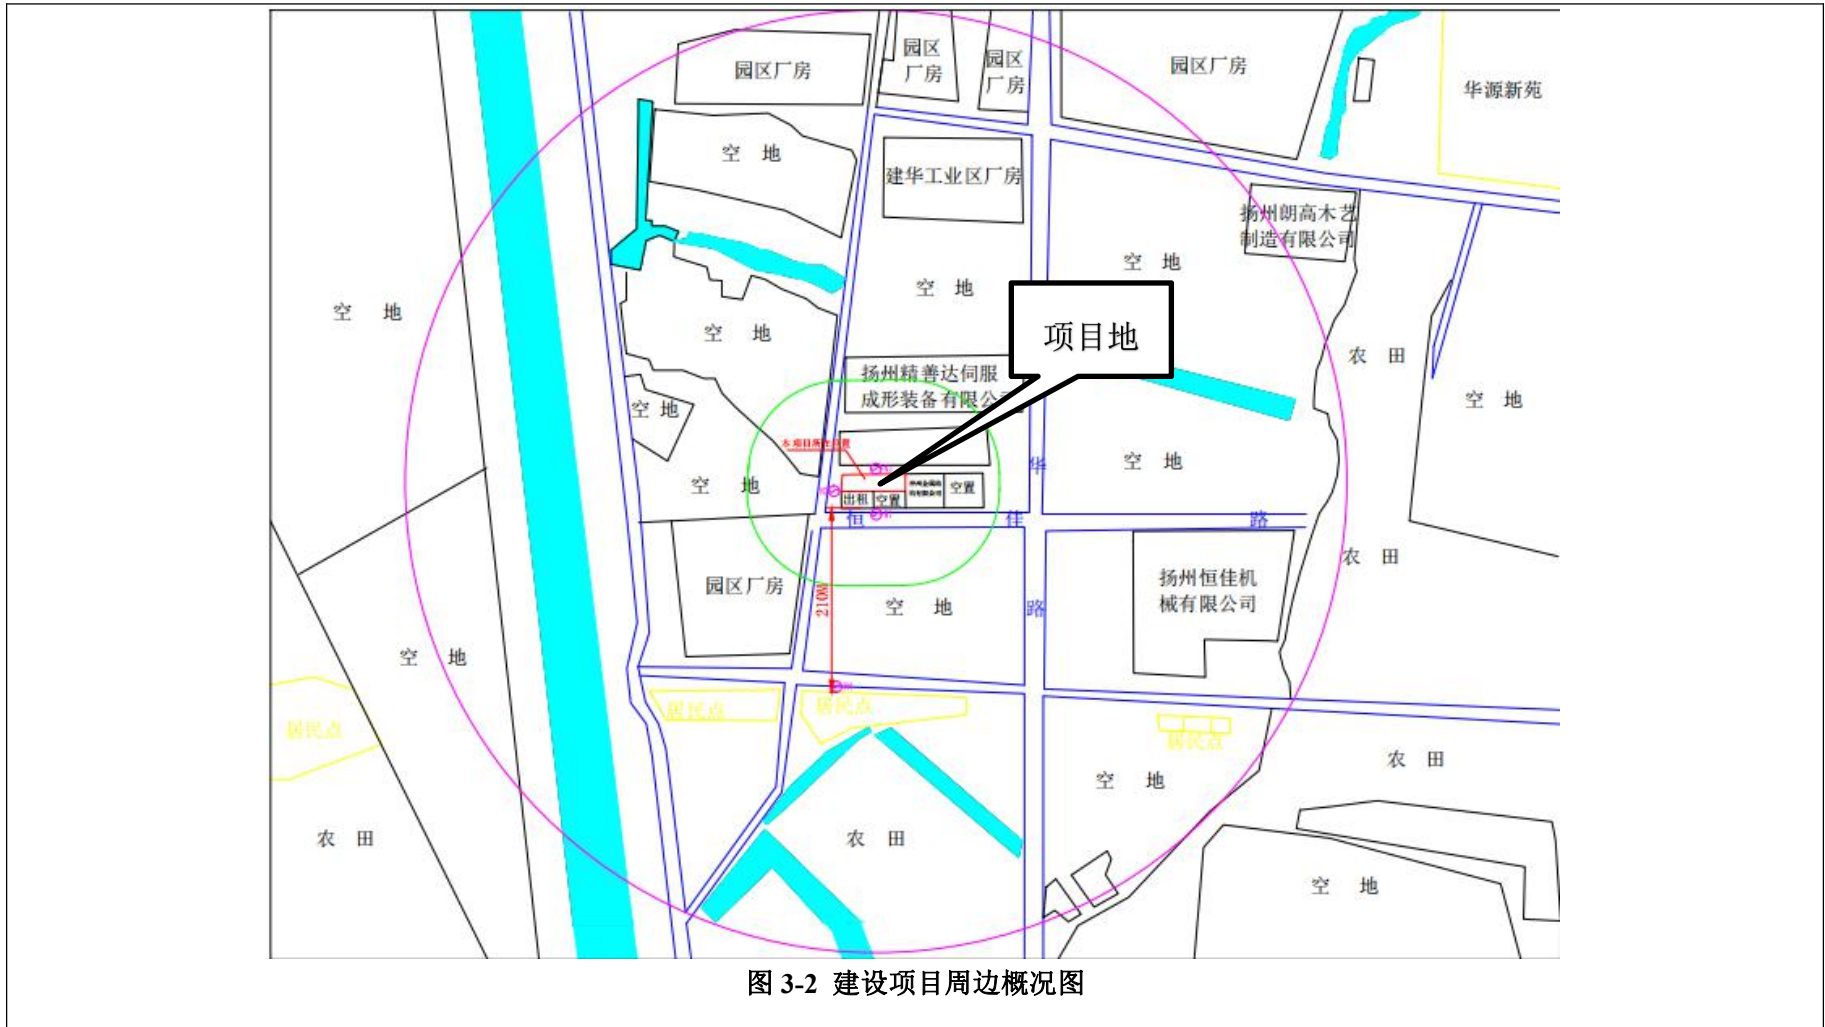 园区厂房
园区
厂房
园区
厂房
园区厂房
华源新苑
空 地
建华工业区厂房
扬州朗高木艺
制造有限公司
空 地
空 地
空 地
空 地
项目地
农 田
扬州精善达伺服
成形装备有限公司
空 地
空 地
本项目所在位置
空 地
华
空 地
出租
空置
空置
恒 佳 路
农 田
园区厂房
210M
空 地
路
扬州恒佳机
械有限公司
空 地
居民点
居民点
居民点
居民点
空 地
农 田
农 田
农 田
空 地
图 3-2 建设项目周边概况图